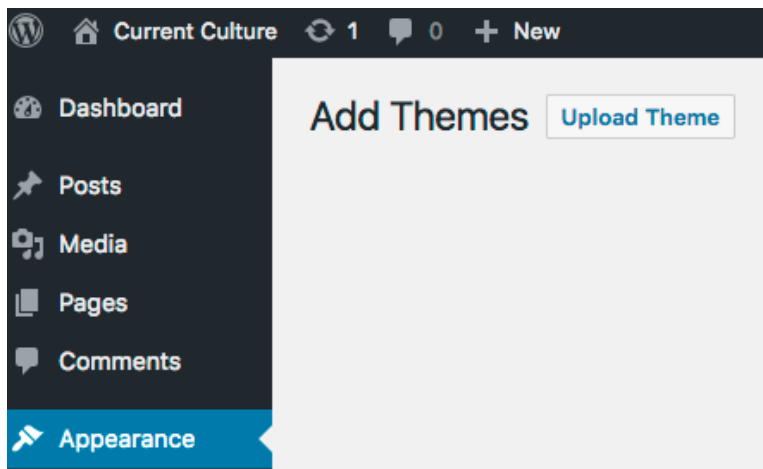 Current Culture 1 0 + New
Dashboard
Add Themes Upload Theme
Posts
Media
Pages
Comments
Appearance